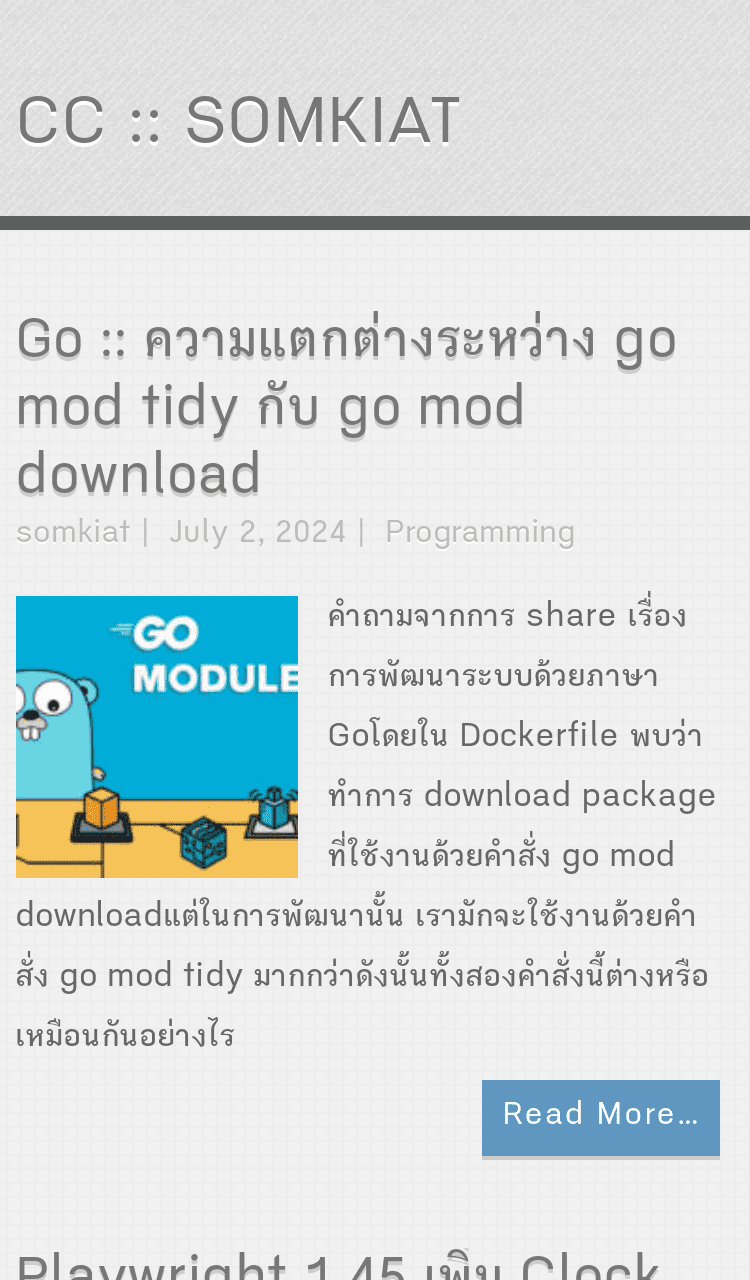 CC :: SOMKIAT
Go :: ความแตกต่างระหว่าง go
mod tidy กับ go mod
download
somkiat | July 2, 2024 | Programming
GO
MODULE
คำถามจากการ share เรื่อง
การพัฒนาระบบด้วยภาษา
Goโดยใน Dockerfile พบว่า
ทำการ download package
ที่ใช้งานด้วยคำสั่ง go mod
downloadแต่ในการพัฒนานั้น เรามักจะใช้งานด้วยคำ
สั่ง go mod tidy มากกว่าดังนั้นทั้งสองคำสั่งนี้ต่างหรือ
เหมือนกันอย่างไร
Read More…
Playwright 1.45 เพิ่ม Clock